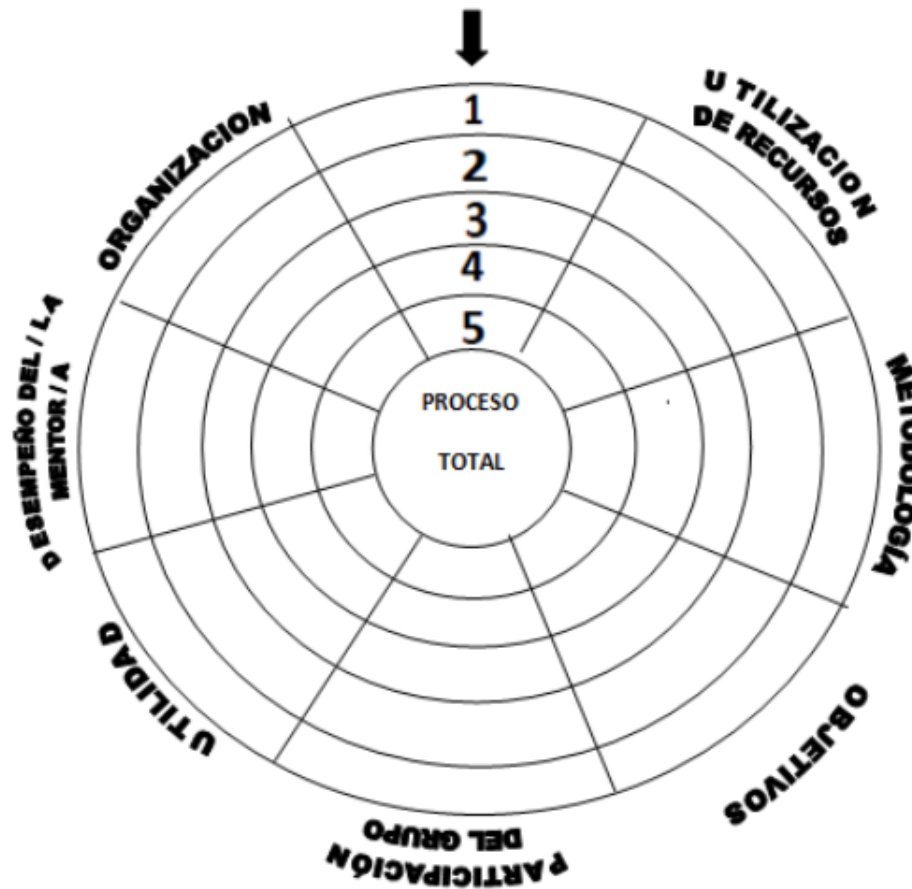 1
2
3
4
5
PROCESO
TOTAL
U TILIZACION
DE RECURSOS
METODOLOGÍA
OBJETIVOS
PARTICIPACIÓN
DEL GRUPO
UTILIDAD
D ESEMPEÑO DEL / LA
MENTOR / A
ORGANIZACION